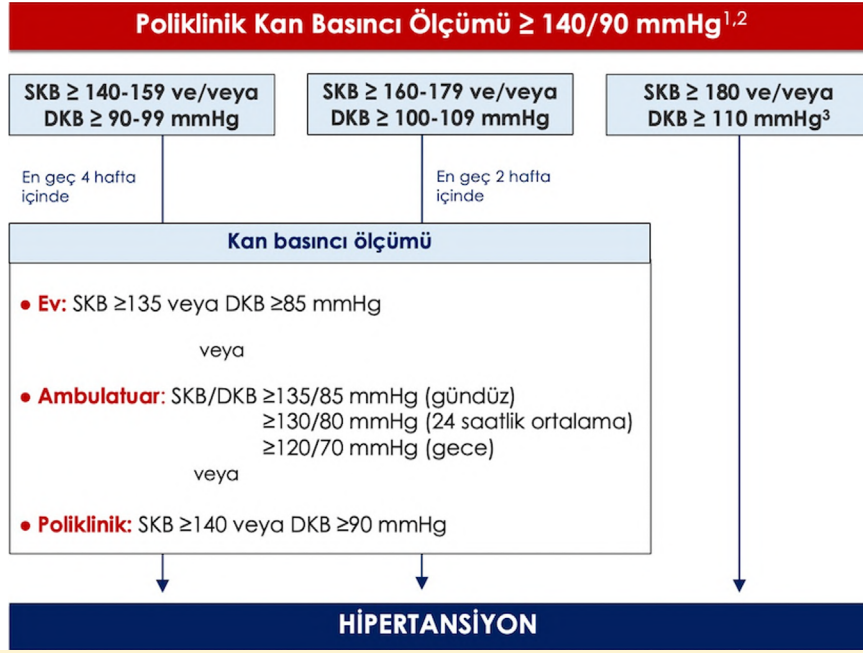 Poliklinik Kan Basıncı Ölçümü ≥ 140/90 mmHg1,2
SKB ≥ 140-159 ve/veya
DKB ≥ 90-99 mmHg
SKB ≥ 160-179 ve/veya
DKB ≥ 100-109 mmHg
SKB ≥ 180 ve/veya
DKB ≥ 110 mmHg3
En geç 4 hafta
içinde
En geç 2 hafta
içinde
Kan basıncı ölçümü
● Ev: SKB ≥135 veya DKB ≥85 mmHg
veya
● Ambulatuar: SKB/DKB ≥135/85 mmHg (gündüz)
≥130/80 mmHg (24 saatlik ortalama)
≥120/70 mmHg (gece)
veya
● Poliklinik: SKB ≥140 veya DKB ≥90 mmHg
HİPERTANSİYON